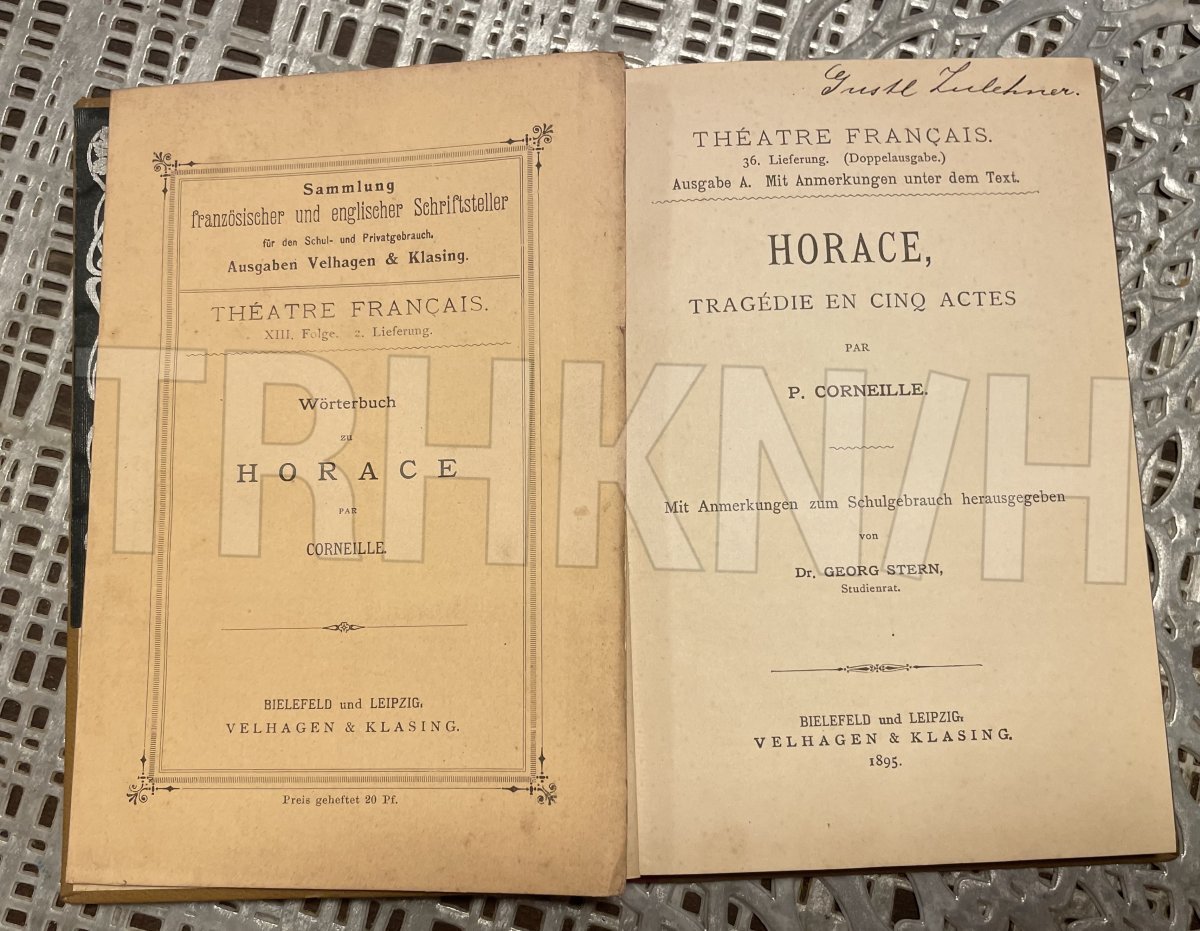 Sammlung
französischer und englischer Schriftsteller
für den Schul- und Privatgebrauch.
Ausgaben Velhagen & Klasing.
THÉATRE FRANÇAIS.
XIII. Folge. 2. Lieferung.
Wörterbuch
zu
HORACE
PAR
CORNEILLE.
BIELEFELD und LEIPZIG,
VELHAGEN & KLASING.
Preis geheftet 20 Pf.
Gustl Zulehner.
THÉATRE FRANÇAIS.
36. Lieferung. (Doppelausgabe.)
Ausgabe A. Mit Anmerkungen unter dem Text.
HORACE,
TRAGÉDIE EN CINQ ACTES
PAR
P. CORNEILLE.
Mit Anmerkungen zum Schulgebrauch herausgegeben
von
Dr. GEORG STERN,
Studienrat.
BIELEFELD und LEIPZIG,
VELHAGEN & KLASING.
1895.
TRHKN/H